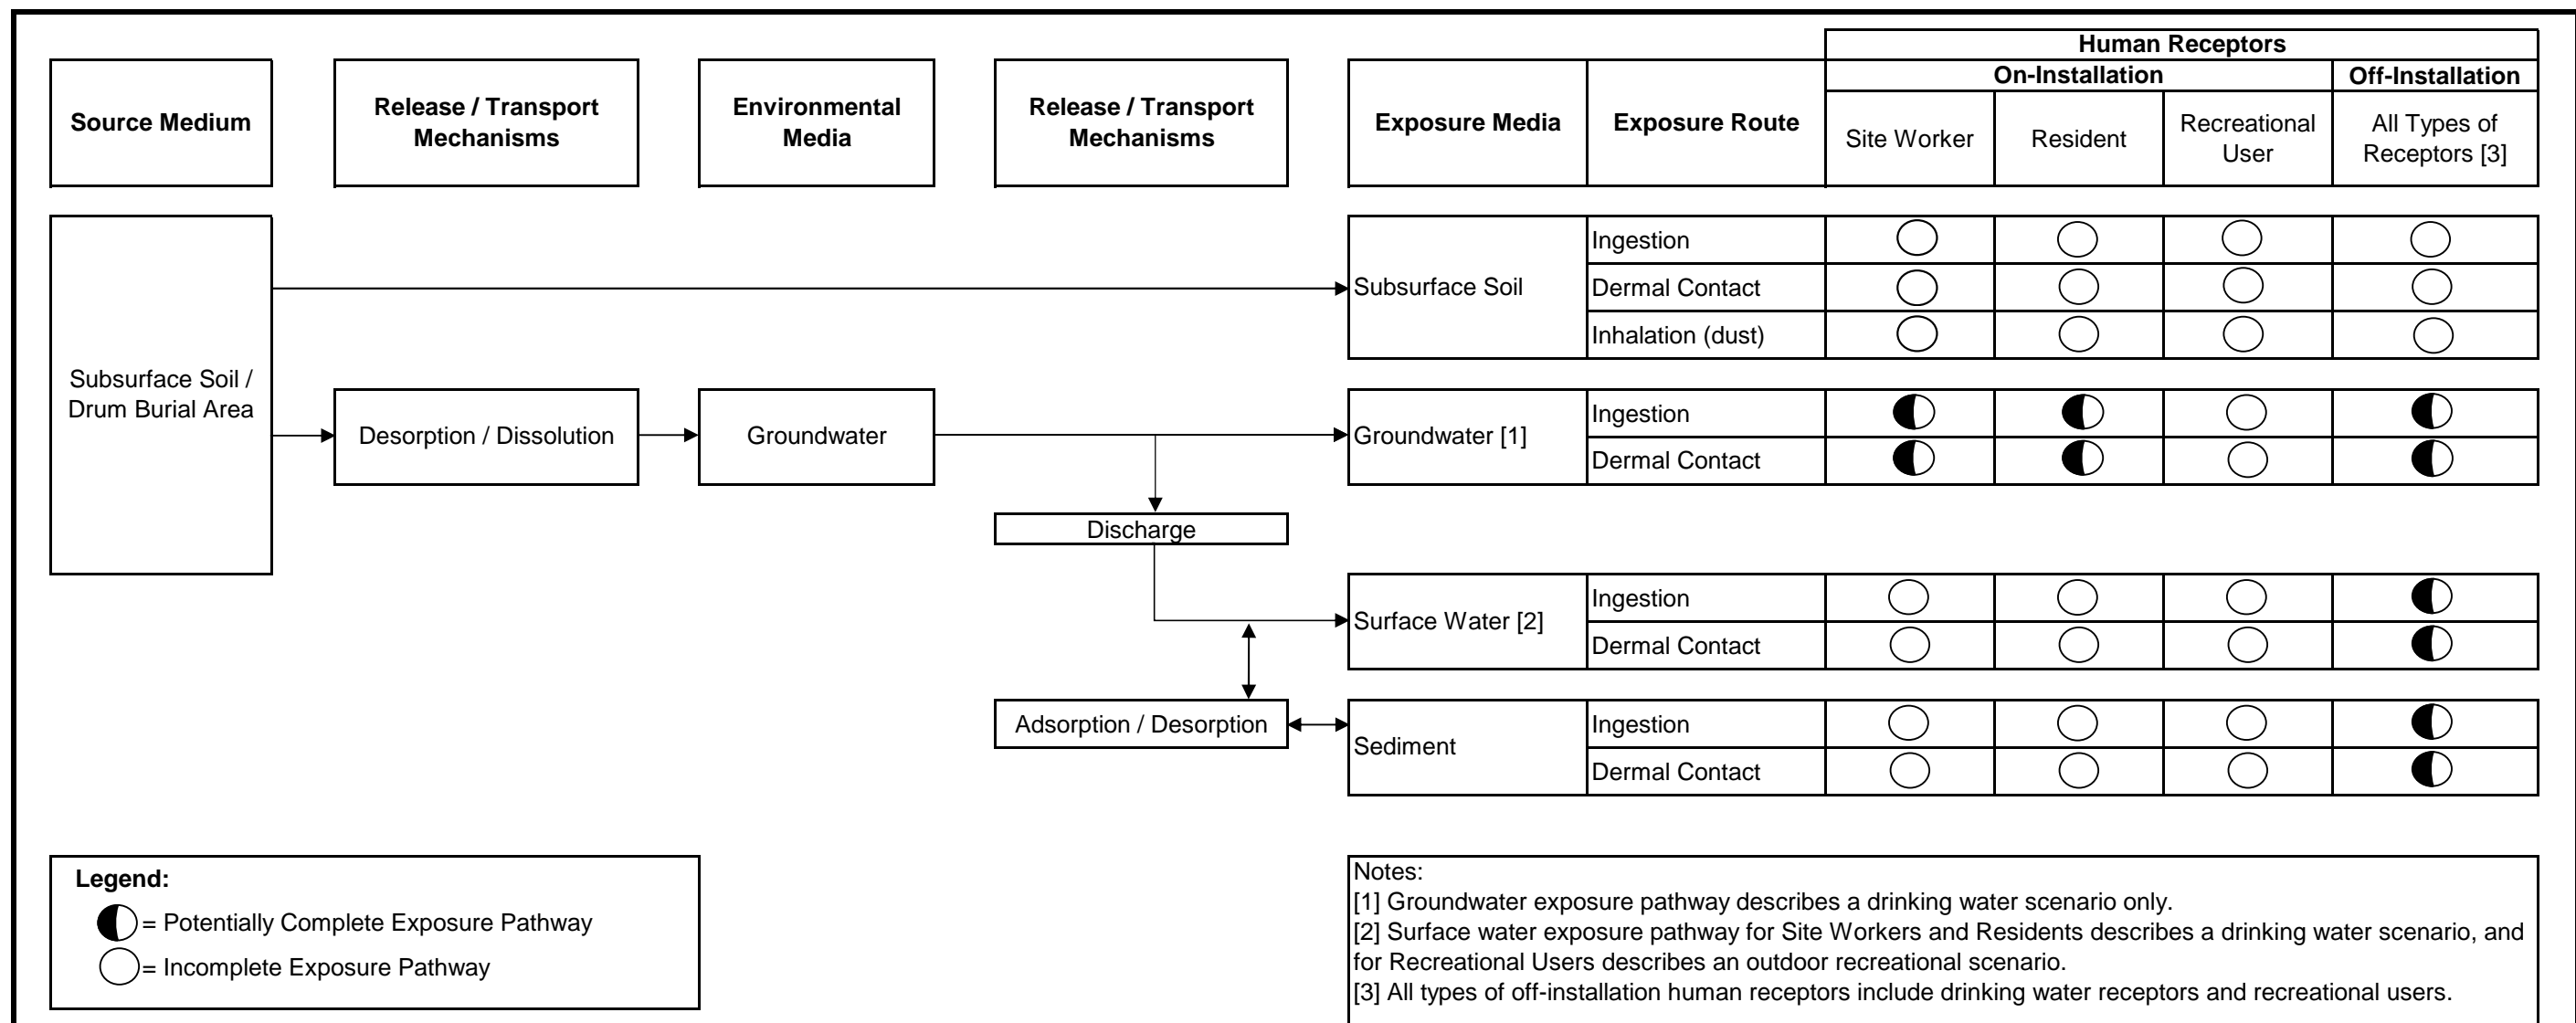 Human Receptors
On-Installation
Off-Installation
Source Medium
Release / Transport
Mechanisms
Environmental
Media
Release / Transport
Mechanisms
Exposure Media
Exposure Route
Site Worker
Resident
Recreational
User
All Types of
Receptors [3]
Subsurface Soil /
Drum Burial Area
Subsurface Soil
Ingestion
Dermal Contact
Inhalation (dust)
Desorption / Dissolution
Groundwater
Groundwater [1]
Ingestion
Dermal Contact
Discharge
Surface Water [2]
Ingestion
Dermal Contact
Adsorption / Desorption
Sediment
Ingestion
Dermal Contact
Legend:
= Potentially Complete Exposure Pathway
= Incomplete Exposure Pathway
Notes:
[1] Groundwater exposure pathway describes a drinking water scenario only.
[2] Surface water exposure pathway for Site Workers and Residents describes a drinking water scenario, and
for Recreational Users describes an outdoor recreational scenario.
[3] All types of off-installation human receptors include drinking water receptors and recreational users.